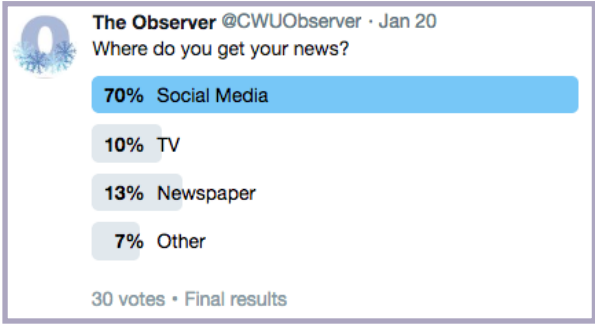 The Observer @CWUObserver · Jan 20
Where do you get your news?
70% Social Media
10% TV
13% Newspaper
7% Other
30 votes • Final results